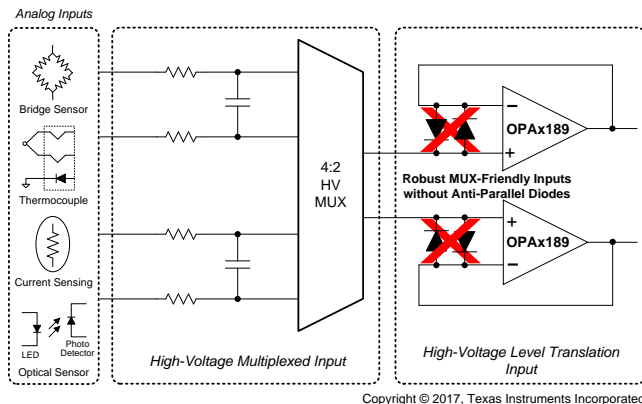 Analog Inputs
Bridge Sensor
Thermocouple
Current Sensing
LED
Photo
Detector
Optical Sensor
4:2
HV
MUX
High-Voltage Multiplexed Input
−
OPAx189
+
Robust MUX-Friendly Inputs
without Anti-Parallel Diodes
+
OPAx189
−
High-Voltage Level Translation
Input
Copyright © 2017, Texas Instruments Incorporated